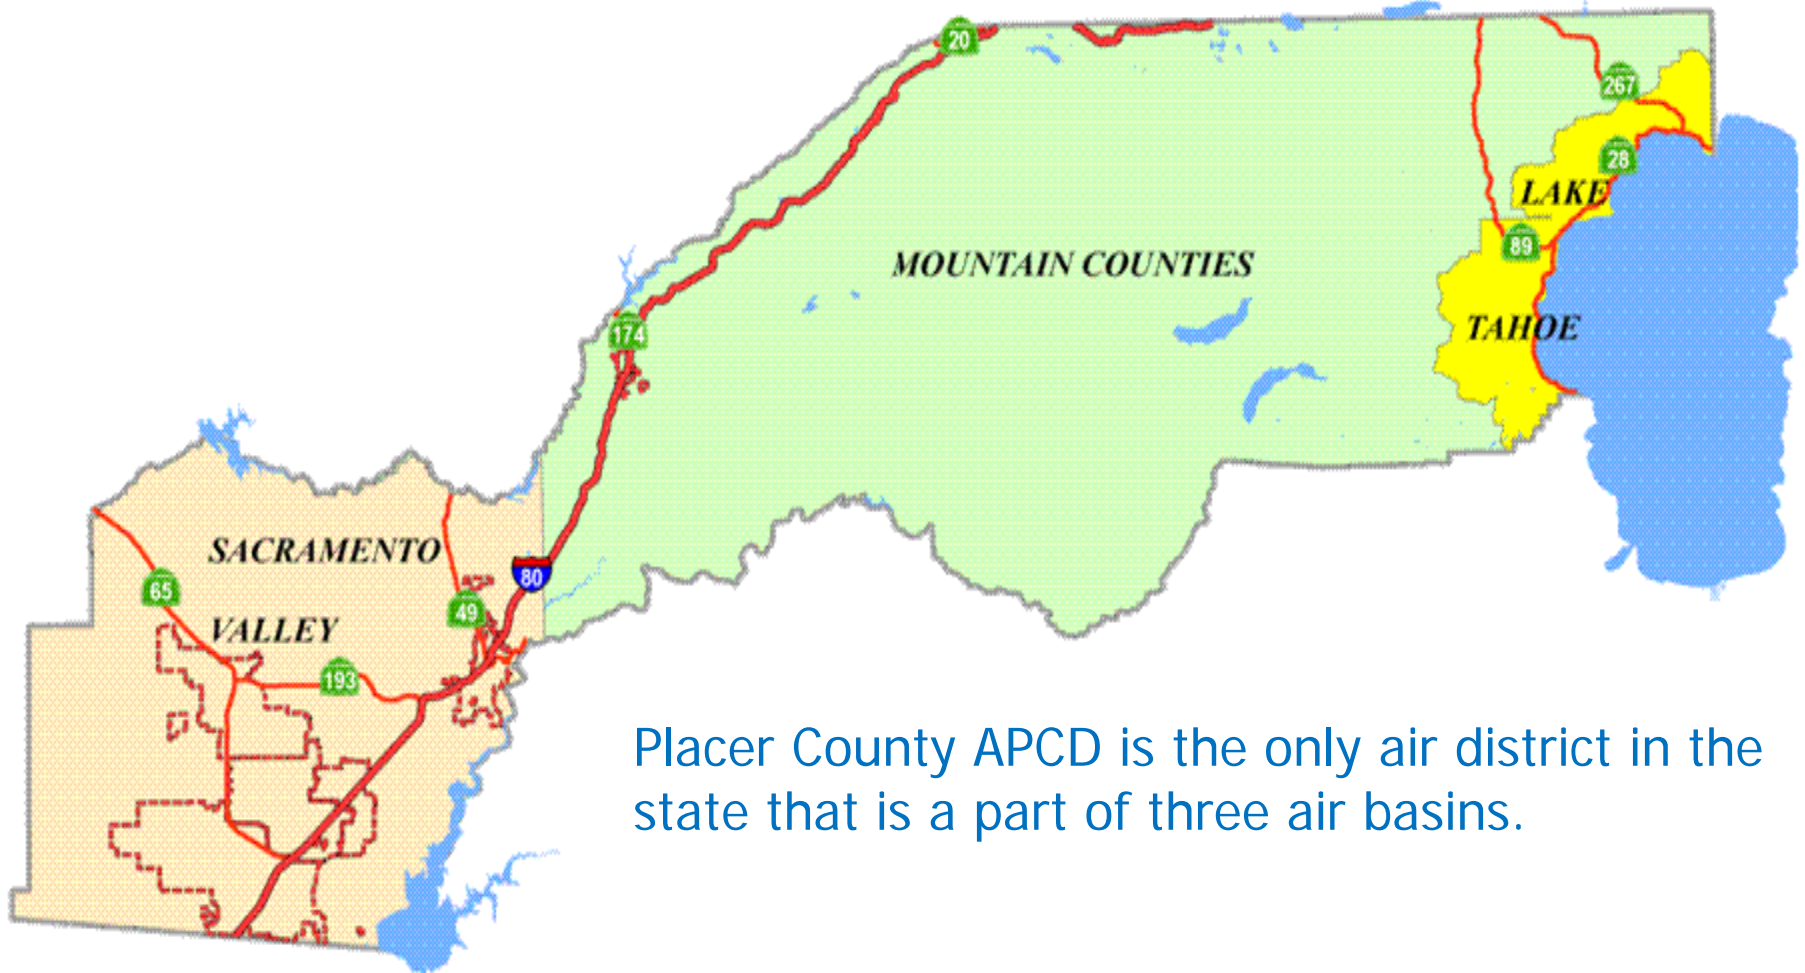 20
267
28
LAKE
89
MOUNTAIN COUNTIES
TAHOE
174
SACRAMENTO
80
65
49
VALLEY
193
Placer County APCD is the only air district in the
state that is a part of three air basins.